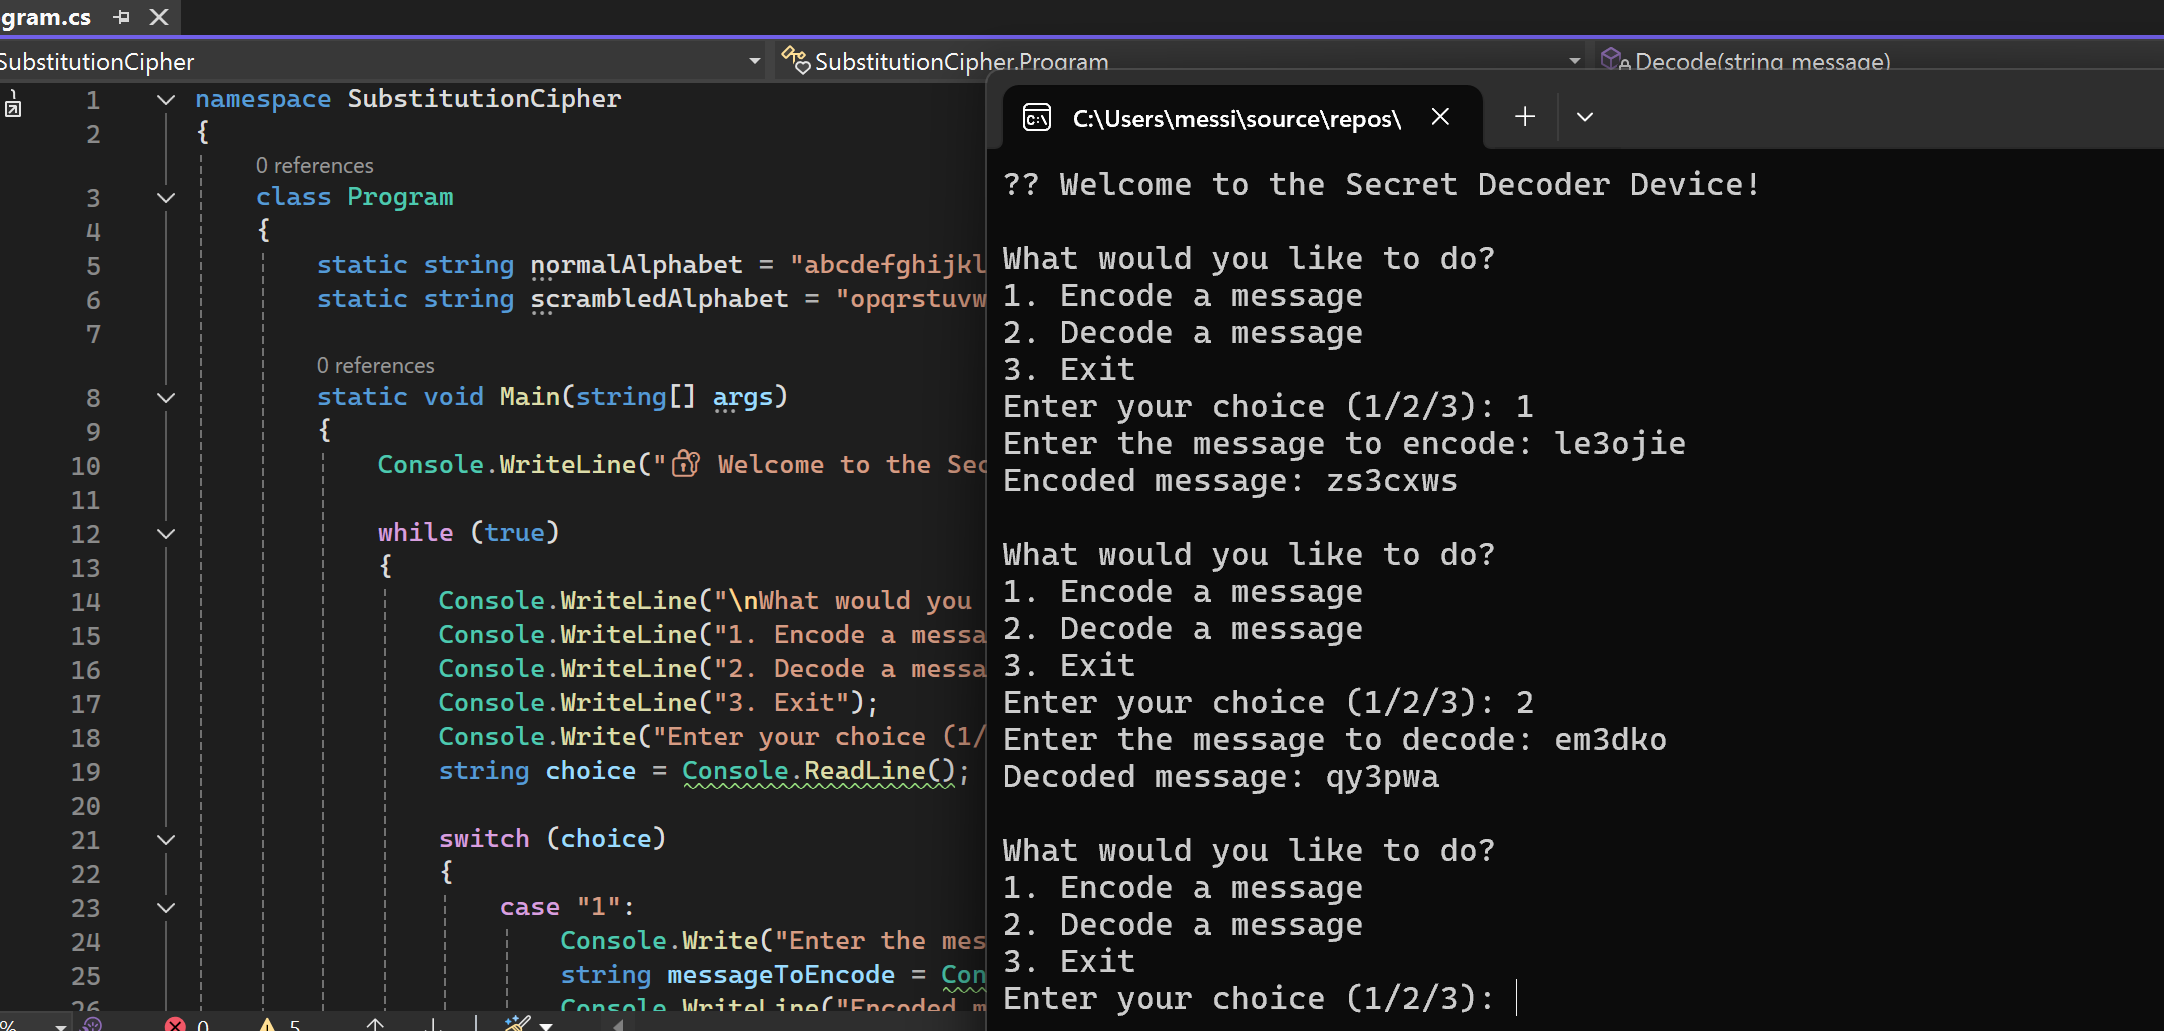 gram.cs
SubstitutionCipher
SubstitutionCipher.Program
Decode(string message)
1 namespace SubstitutionCipher
2 {
0 references
3 class Program
4 {
5 static string normalAlphabet = "abcdefghijkl
6 static string scrambledAlphabet = "opqrstuvw
7
0 references
8 static void Main(string[] args)
9 {
10 Console.WriteLine("🔐 Welcome to the Sec
11
12 while (true)
13 {
14 Console.WriteLine("\nWhat would you
15 Console.WriteLine("1. Encode a messa
16 Console.WriteLine("2. Decode a messa
17 Console.WriteLine("3. Exit");
18 Console.Write("Enter your choice (1/
19 string choice = Console.ReadLine();
20
21 switch (choice)
22 {
23 case "1":
24 Console.Write("Enter the mes
25 string messageToEncode = Con
26 Console.WriteLine("Encoded m
% 0 5
C:\Users\messi\source\repos\
?? Welcome to the Secret Decoder Device!
What would you like to do?
1. Encode a message
2. Decode a message
3. Exit
Enter your choice (1/2/3): 1
Enter the message to encode: le3ojie
Encoded message: zs3cxws
What would you like to do?
1. Encode a message
2. Decode a message
3. Exit
Enter your choice (1/2/3): 2
Enter the message to decode: em3dko
Decoded message: qy3pwa
What would you like to do?
1. Encode a message
2. Decode a message
3. Exit
Enter your choice (1/2/3):